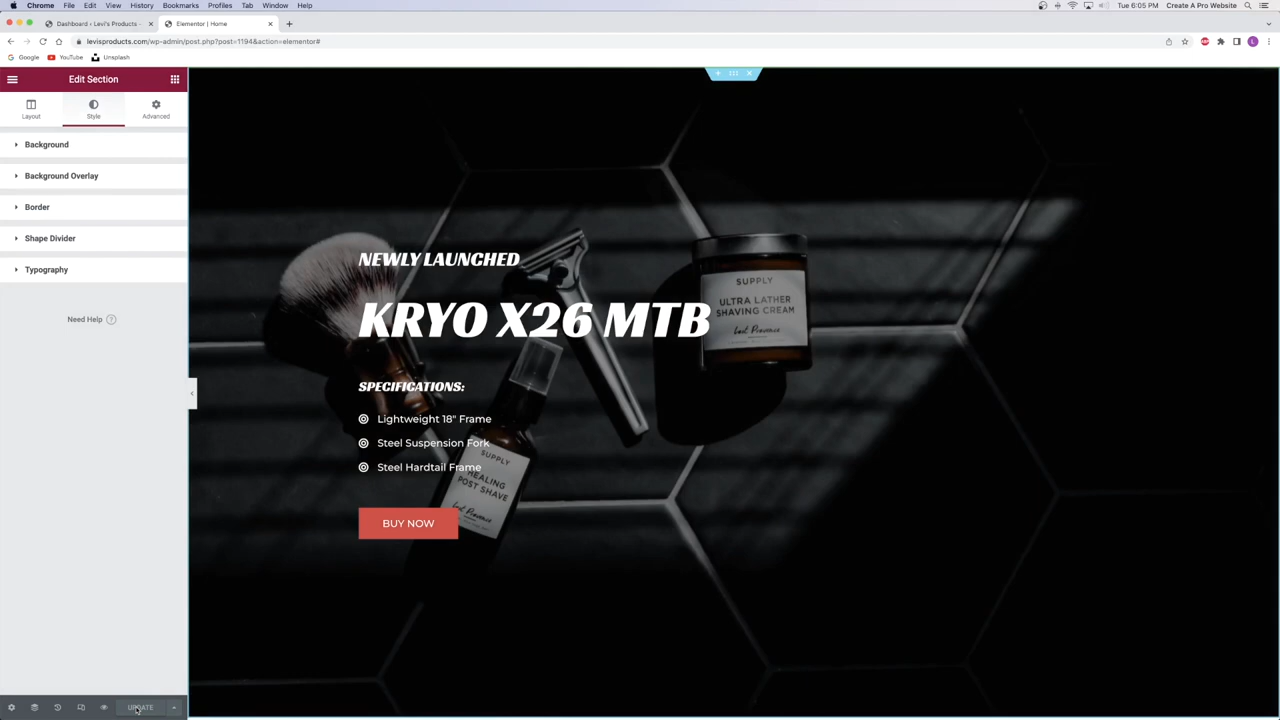 Chrome File Edit View History Bookmarks Profiles Tab Window Help Tue 6:05 PM Create A Pro Website
Dashboard ‹ Levi's Products - Elementor | Home
levisproducts.com/wp-admin/post.php?post=1194&action=elementor#
Google YouTube Unsplash
Edit Section
Layout Style Advanced
Background
Background Overlay
Border
Shape Divider
Typography
Need Help ?
UPDATE
NEWLY LAUNCHED
KRYO X26 MTB
SPECIFICATIONS:
Lightweight 18" Frame
Steel Suspension Fork
Steel Hardtail Frame
BUY NOW
SUPPLY
ULTRA LATHER
SHAVING CREAM
SUPPLY
HEALING
POST SHAVE